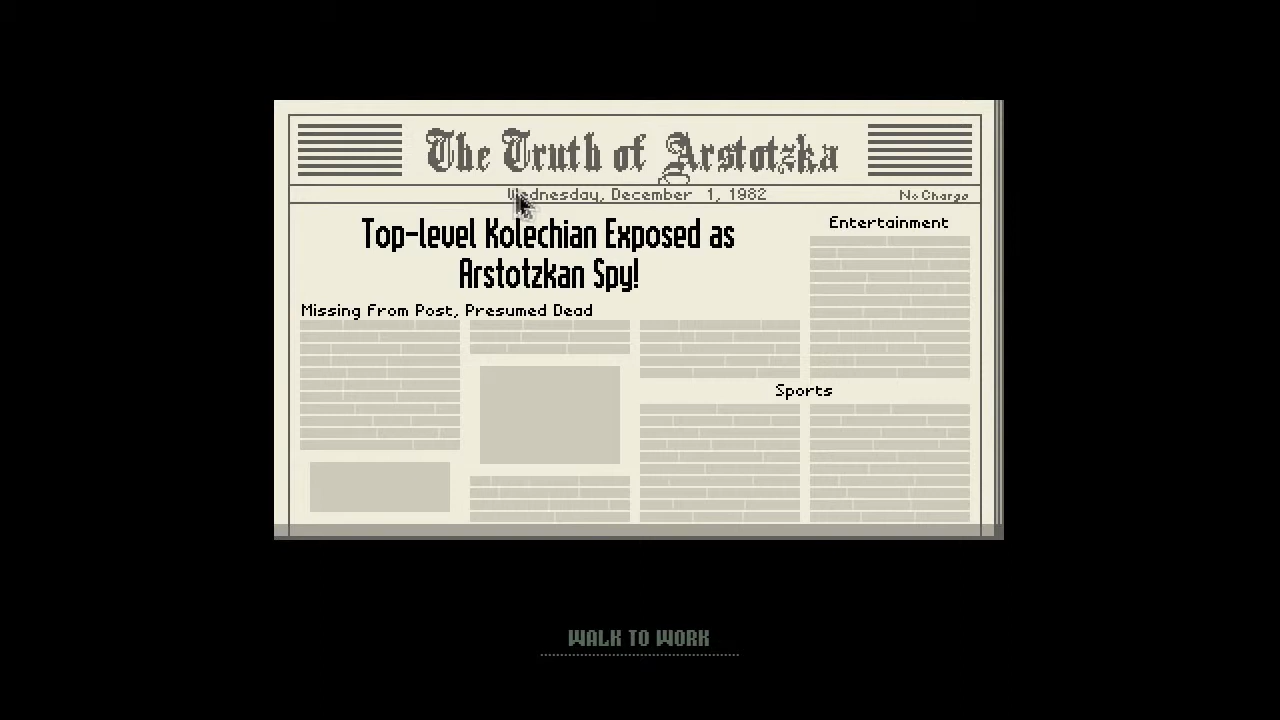 The Truth of Arstotzka
Wednesday, December 1, 1982
No Charge
Top-level Kolechian Exposed as
Arstotzkan Spy!
Missing From Post, Presumed Dead
Entertainment
Sports
WALK TO WORK